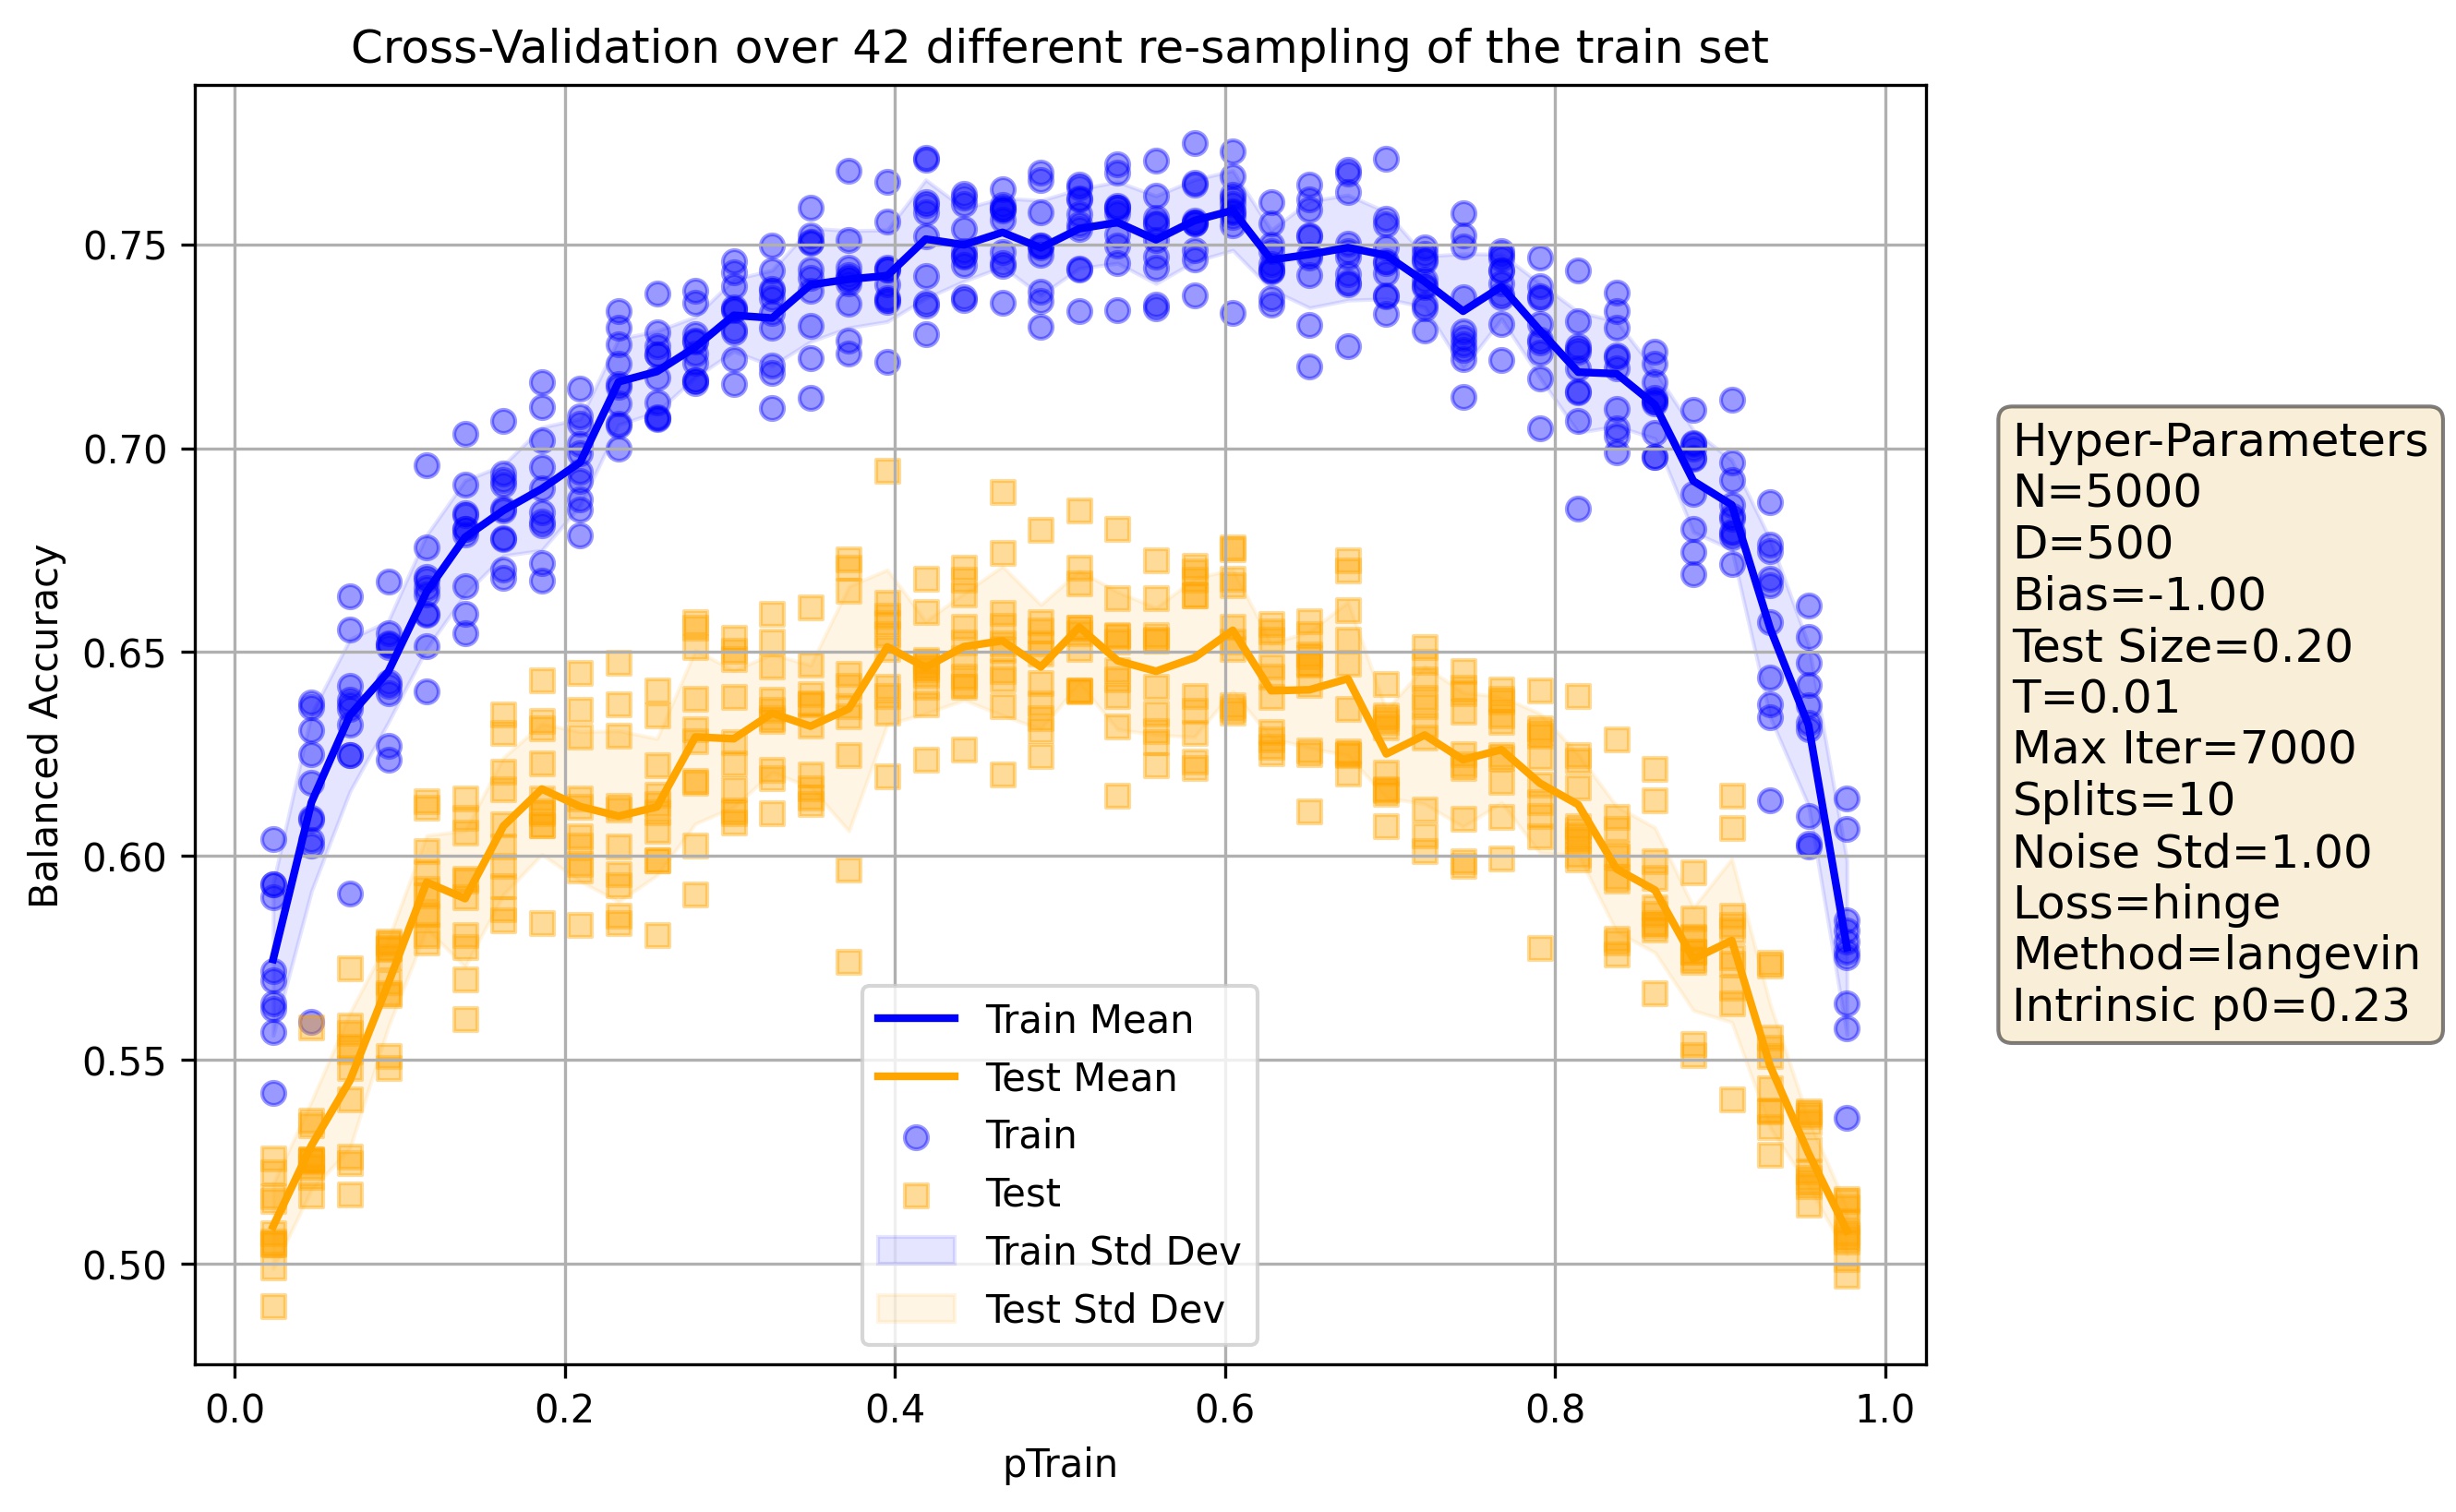 Cross-Validation over 42 different re-sampling of the train set
Balanced Accuracy
0.75
0.70
0.65
0.60
0.55
0.50
0.0
0.2
0.4
0.6
0.8
1.0
pTrain
Train Mean
Test Mean
Train
Test
Train Std Dev
Test Std Dev
Hyper-Parameters
N=5000
D=500
Bias=-1.00
Test Size=0.20
T=0.01
Max Iter=7000
Splits=10
Noise Std=1.00
Loss=hinge
Method=langevin
Intrinsic p0=0.23